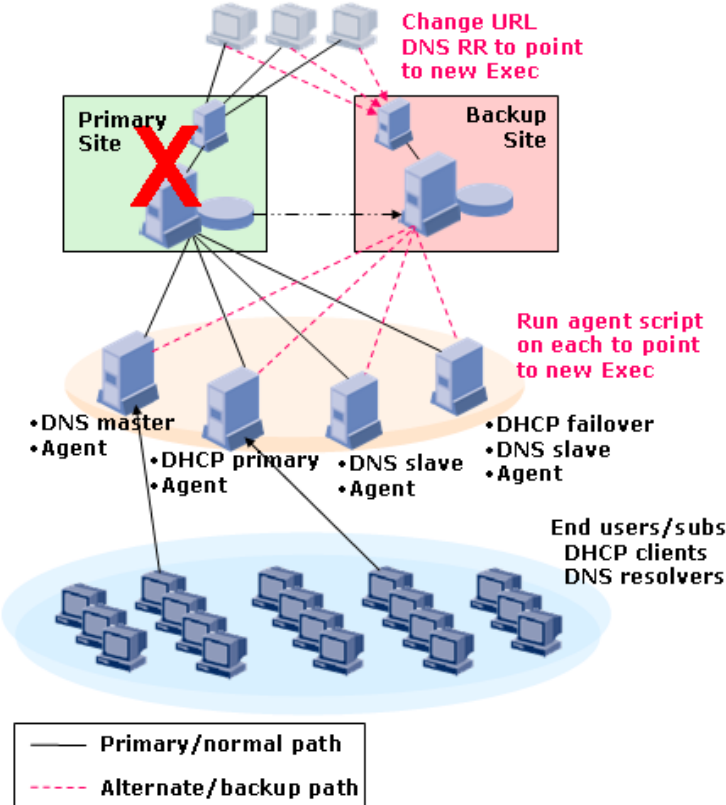 Change URL
DNS RR to point
to new Exec
Primary
Site
X
Backup
Site
Run agent script
on each to point
to new Exec
•DNS master
•Agent
•DHCP primary
•Agent
•DNS slave
•Agent
•DHCP failover
•DNS slave
•Agent
End users/subs
DHCP clients
DNS resolvers
Primary/normal path
Alternate/backup path